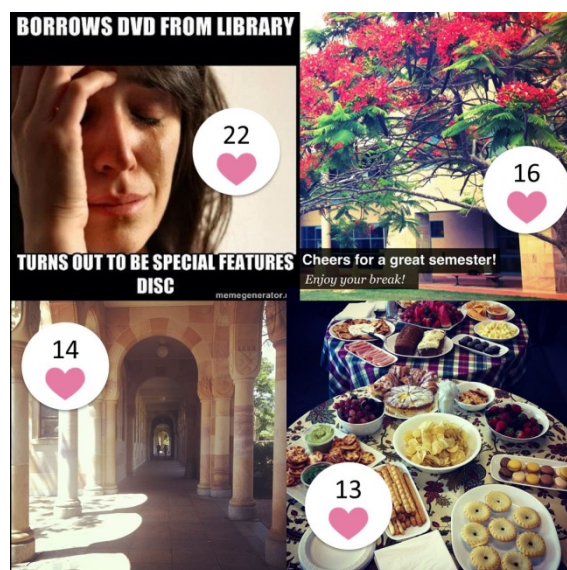 BORROWS DVD FROM LIBRARY
22
TURNS OUT TO BE SPECIAL FEATURES
DISC
16
Cheers for a great semester!
Enjoy your break!
14
13